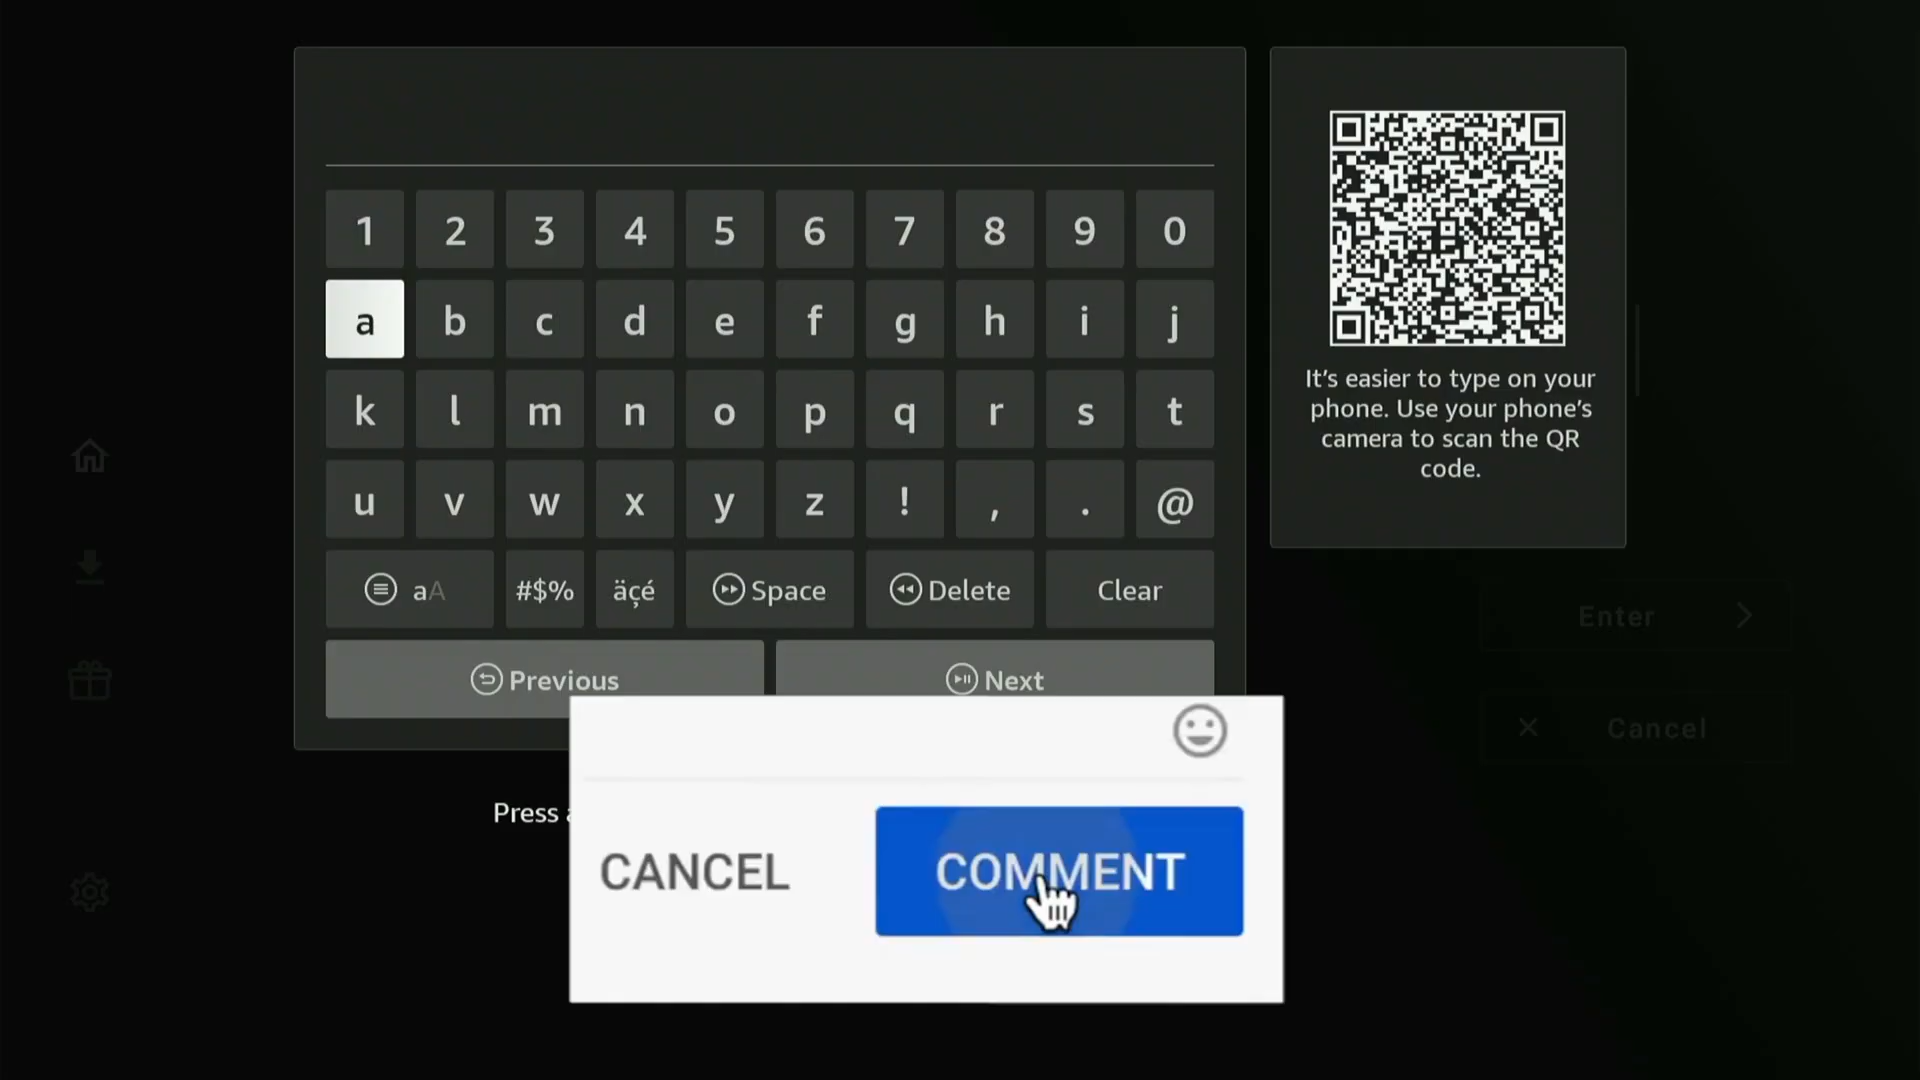 1 2 3 4 5 6 7 8 9 0
a b c d e f g h i j
k l m n o p q r s t
u v w x y z ! , . @
aA #$% äçé Space Delete Clear
Previous Next
It's easier to type on your
phone. Use your phone's
camera to scan the QR
code.
Enter
Cancel
Press
CANCEL COMMENT